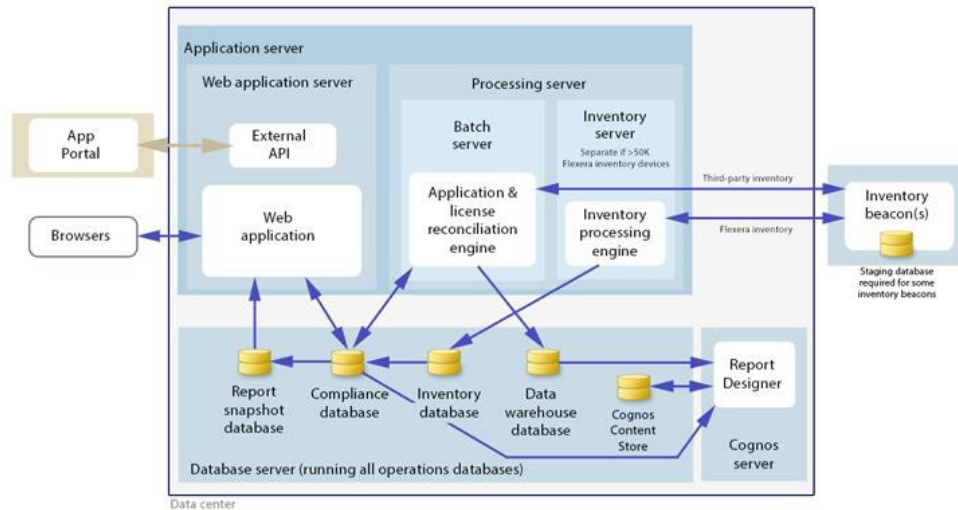 Application server
Web application server
Processing server
App
Portal
External
API
Batch
server
Inventory
server
Separate if >50K
Flexera inventory devices
Third-party inventory
Browsers
Web
application
Application &
license
reconciliation
engine
Inventory
processing
engine
Flexera inventory
Inventory
beacon(s)
Staging database
required for some
inventory beacons
Report
snapshot
database
Compliance
database
Inventory
database
Data
warehouse
database
Cognos
Content
Store
Report
Designer
Cognos
server
Database server (running all operations databases)
Data center